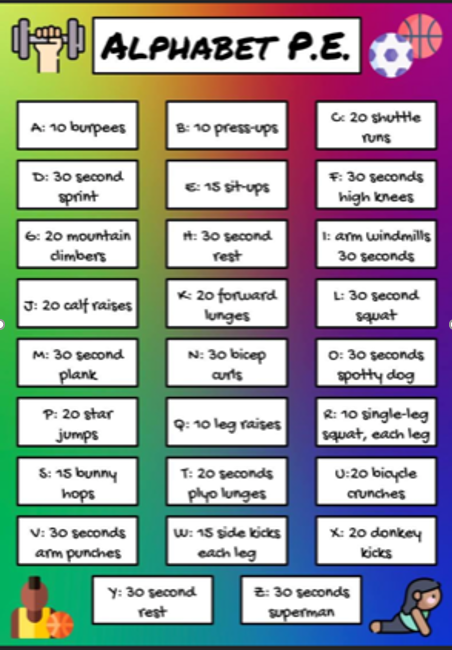 ALPHABET P.E.
A: 10 burpees
B: 10 press-ups
C: 20 shuttle
runs
D: 30 second
sprint
E: 15 sit-ups
F: 30 seconds
high knees
G: 20 mountain
climbers
H: 30 second
rest
I: arm windmills
30 seconds
J: 20 calf raises
K: 20 forward
lunges
L: 30 second
squat
M: 30 second
plank
N: 30 bicep
curls
O: 30 seconds
spotty dog
P: 20 star
jumps
Q: 10 leg raises
R: 10 single-leg
squat, each leg
S: 15 bunny
hops
T: 20 seconds
plyo lunges
U:20 bicycle
crunches
V: 30 seconds
arm punches
W: 15 side kicks
each leg
X: 20 donkey
kicks
Y: 30 second
rest
Z: 30 seconds
superman